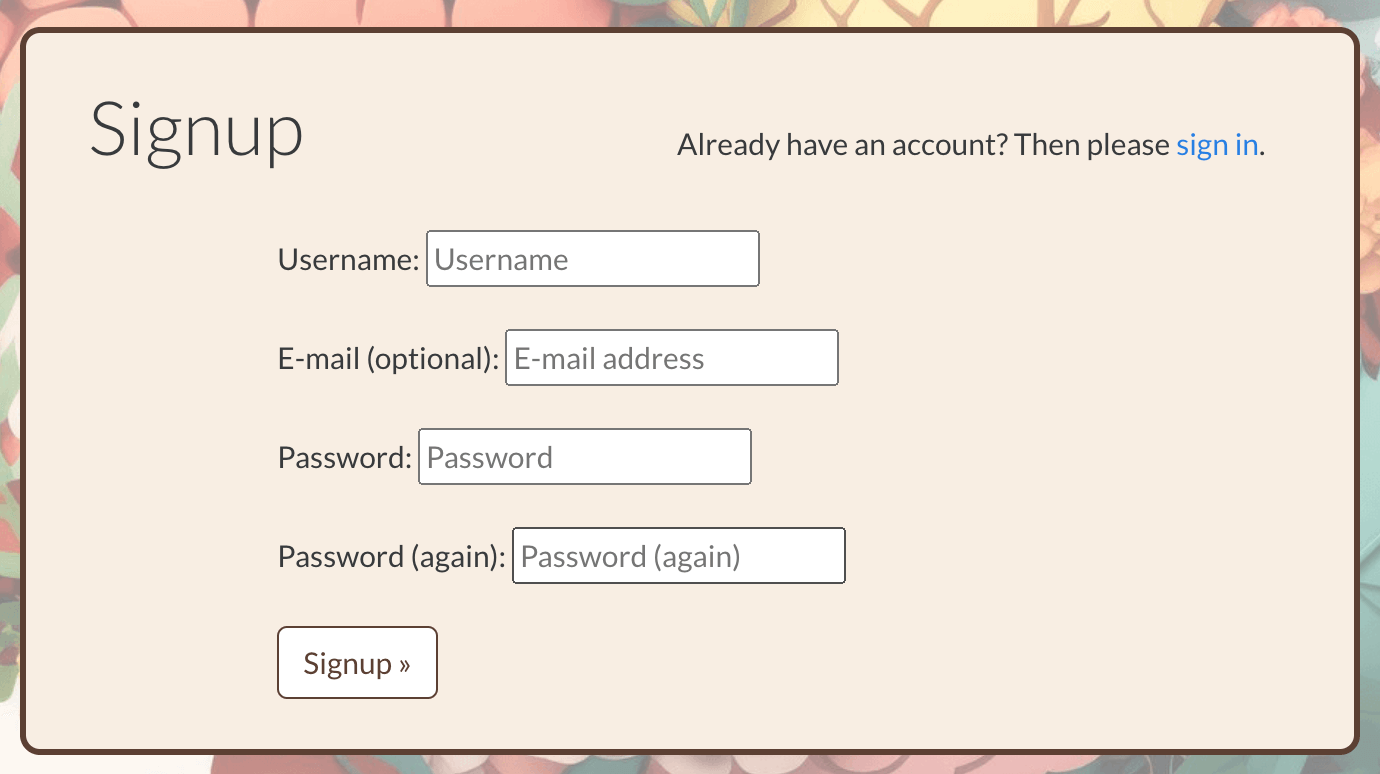 Signup
Already have an account? Then please sign in.
Username: Username
E-mail (optional): E-mail address
Password: Password
Password (again): Password (again)
Signup »